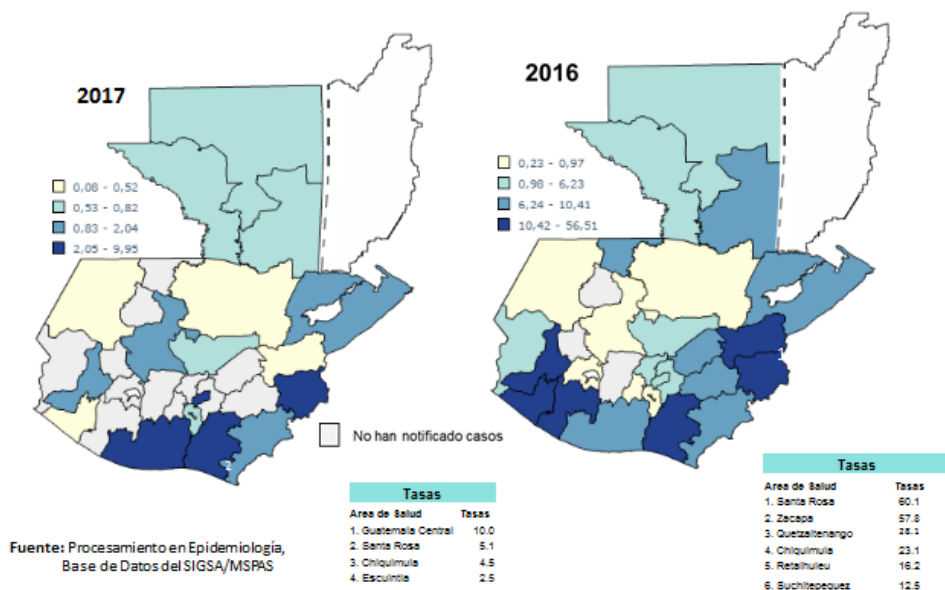 2017
0,08 - 0,52
0,53 - 0,82
0,83 - 2,04
2,05 - 9,95
2016
0,23 - 0,97
0,98 - 6,23
6,24 - 10,41
10,42 - 56,51
1
2
No han notificado casos
Tasas
Area de Salud Tasas
1. Guatemala Central 10.0
2. Santa Rosa 5.1
3. Chiquimula 4.5
4. Escuintla 2.5
Tasas
Area de Salud Tasas
1. Santa Rosa 60.1
2. Zacapa 57.8
3. Quetzaltenango
4. Chiquimula 23.1
5. Retalhuleu 16.2
6. Suchitepequez 12.5
Fuente: Procesamiento en Epidemiología,
Base de Datos del SIGSA/MSPAS